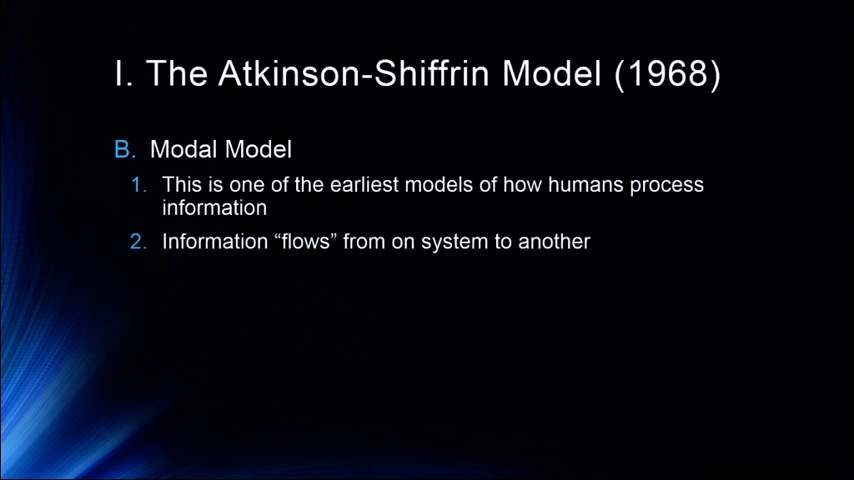 I. The Atkinson-Shiffrin Model (1968)
B. Modal Model
1. This is one of the earliest models of how humans process
information
2. Information “flows” from on system to another